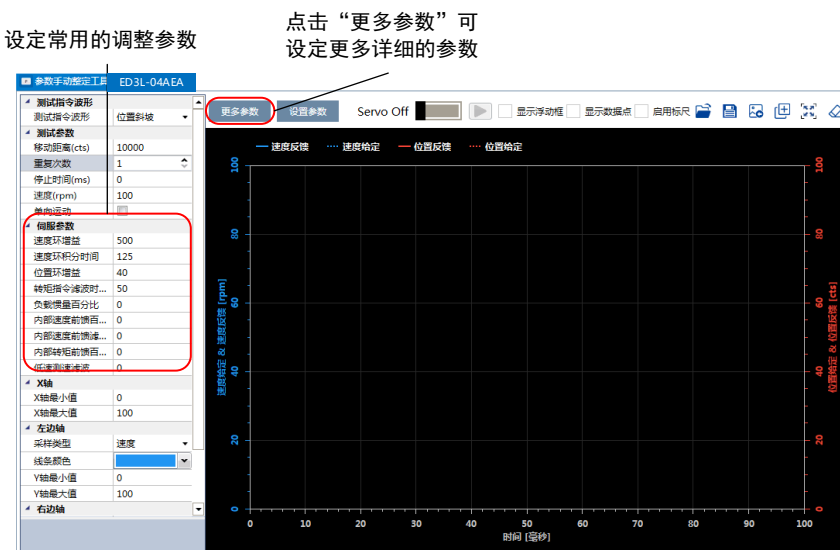 点击“更多参数”可
设定更多详细的参数
设定常用的调整参数
参数手动整定工具 ED3L-04AEA
测试指令波形
测试指令波形 位置斜坡
测试参数
移动距离(cts) 10000
重复次数 1
停止时间(ms) 0
速度(rpm) 100
单向运动
伺服参数
速度环增益 500
速度环积分时间 125
位置环增益 40
转矩指令滤波时... 50
负载惯量百分比 0
内部速度前馈百... 0
内部速度前馈滤... 0
内部转矩前馈百... 0
低速测速滤波 0
X轴
X轴最小值 0
X轴最大值 100
左边轴
采样类型 速度
线条颜色
Y轴最小值 0
Y轴最大值 100
右边轴
更多参数 设置参数 Servo Off 显示浮动框 显示数据点 启用标尺
速度反馈 速度给定 位置反馈 位置给定
速度给定 & 速度反馈 [rpm]
0 20 40 60 80 100
位置给定 & 位置反馈 [cts]
0 20 40 60 80 100
0 10 20 30 40 50 60 70 80 90 100
时间 [毫秒]